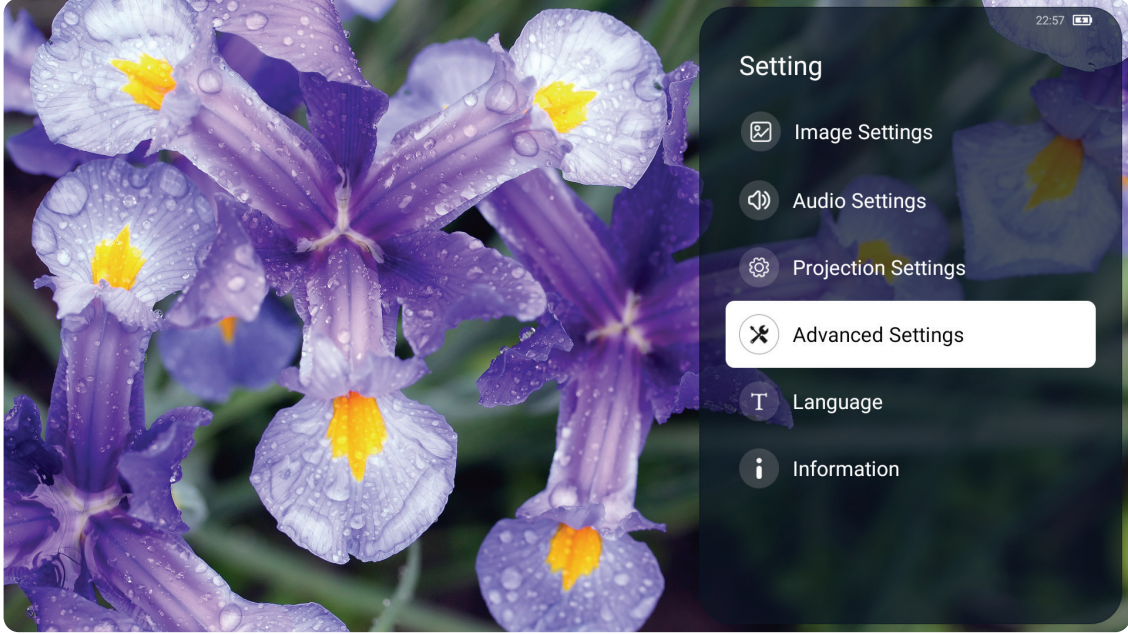 22:57
Setting
Image Settings
Audio Settings
Projection Settings
Advanced Settings
T Language
Information